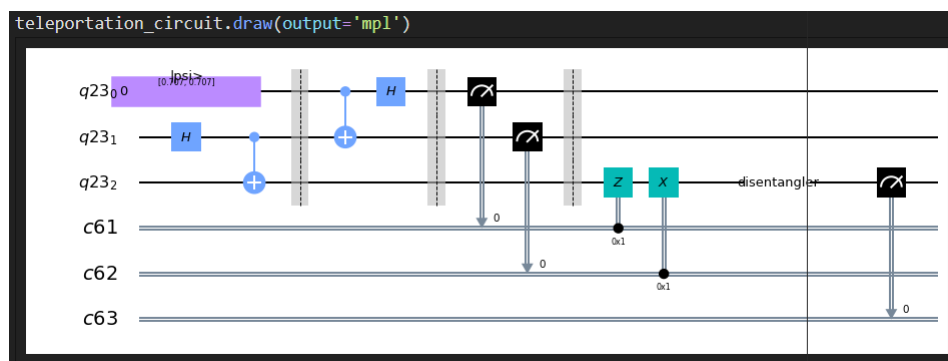 teleportation_circuit.draw(output='mpl')
|psi>
[0.707, 0.707]
q23₀ 0 H
q23₁ H
q23₂ Z X disentangler
c61 0 0x1
c62 0 0x1
c63 0